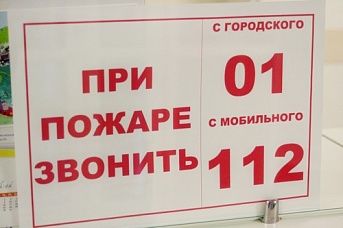 ПРИ
ПОЖАРЕ
ЗВОНИТЬ
С ГОРОДСКОГО
01
С МОБИЛЬНОГО
112